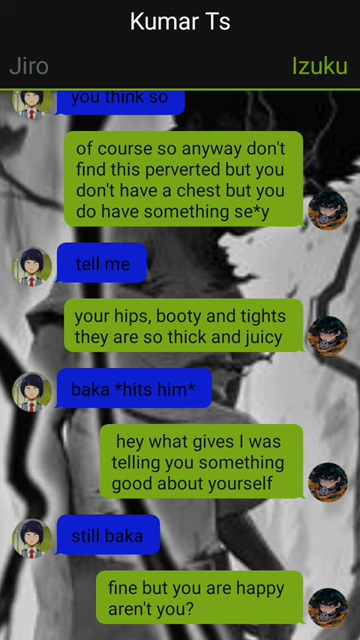 Kumar Ts
Jiro
Izuku
you think so
of course so anyway don't
find this perverted but you
don't have a chest but you
do have something se*y
tell me
your hips, booty and tights
they are so thick and juicy
baka *hits him*
hey what gives I was
telling you something
good about yourself
still baka
fine but you are happy
aren't you?